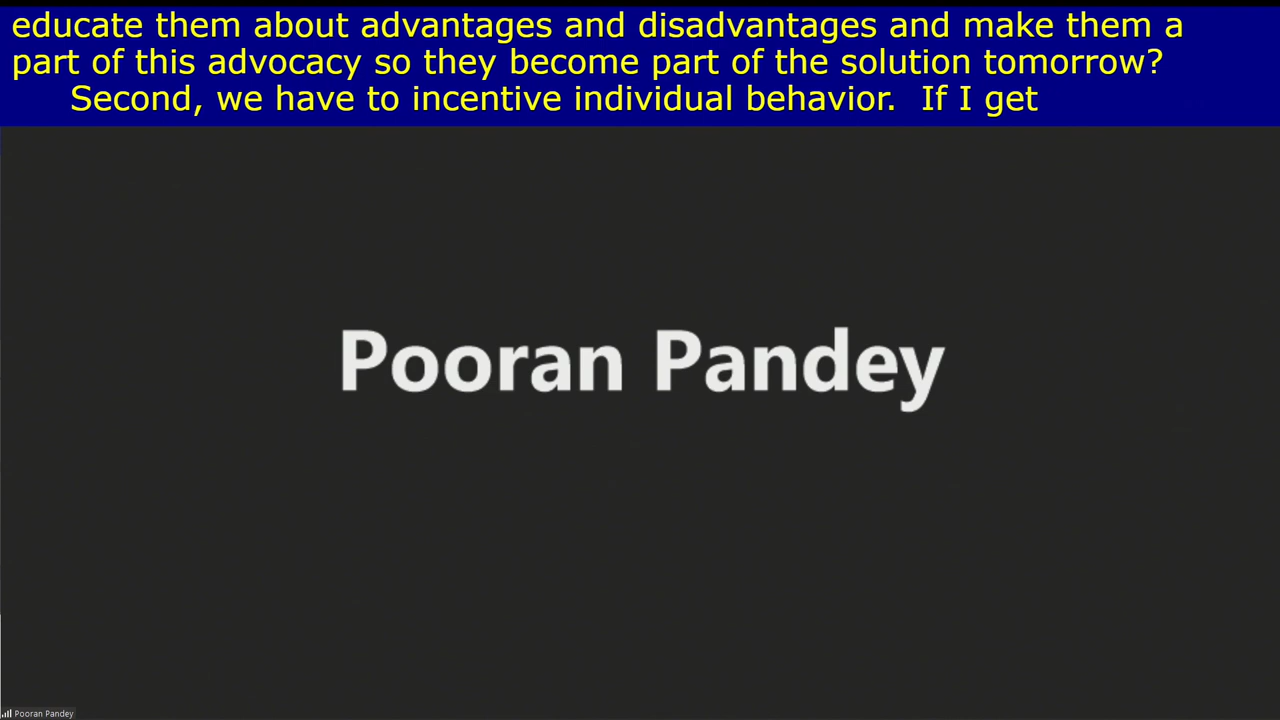 educate them about advantages and disadvantages and make them a
part of this advocacy so they become part of the solution tomorrow?
Second, we have to incentive individual behavior.  If I get
Pooran Pandey
Pooran Pandey